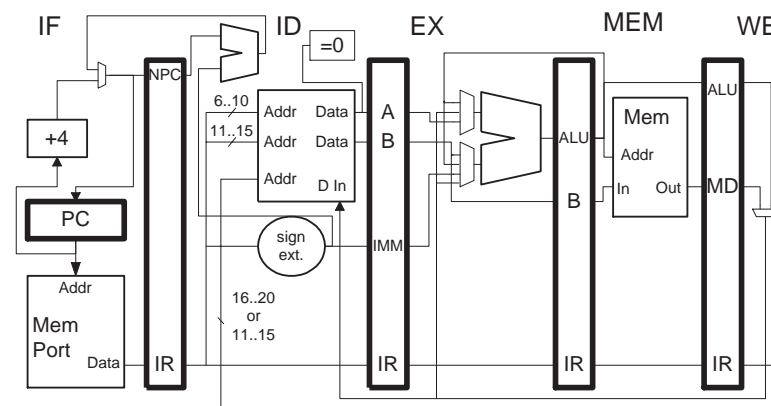 IF
ID
EX
MEM
WB
=0
NPC
6..10
11..15
Addr
Data
Addr
Data
Addr
D In
A
B
+4
PC
ALU
ALU
Mem
Addr
In
Out
B
MD
sign
ext.
IMM
16..20
or
11..15
Addr
Mem
Port
Data
IR
IR
IR
IR